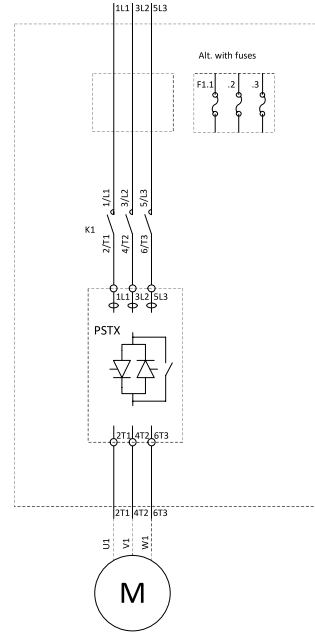 1L1 3L2 5L3
Alt. with fuses
F1.1 .2 .3
1/L1 3/L2 5/L3
K1
2/T1 4/T2 6/T3
1L1 3L2 5L3
PSTX
2T1 4T2 6T3
2T1 4T2 6T3
U1 V1 W1
M